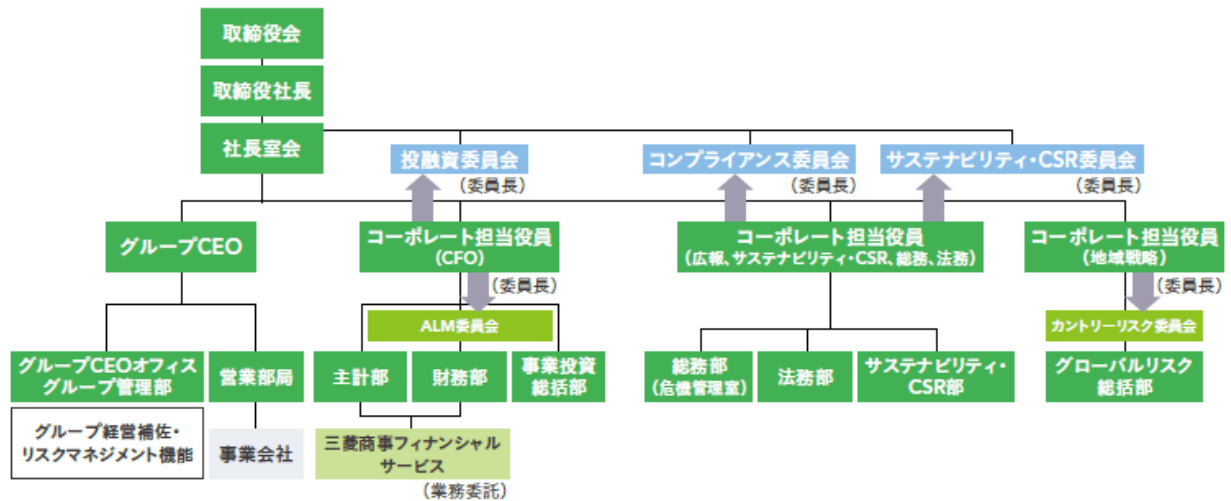 取締役会
取締役社長
社長室会
投融資委員会
(委員長)
コンプライアンス委員会
(委員長)
サステナビリティ・CSR委員会
(委員長)
グループCEO
コーポレート担当役員
(CFO)
コーポレート担当役員
(広報、サステナビリティ・CSR、総務、法務)
コーポレート担当役員
(地域戦略)
(委員長)
(委員長)
ALM委員会
カントリーリスク委員会
グループCEOオフィス
グループ管理部
営業部局
主計部
財務部
事業投資
総括部
総務部
(危機管理室)
法務部
サステナビリティ・
CSR部
グローバルリスク
総括部
グループ経営補佐・
リスクマネジメント機能
事業会社
三菱商事フィナンシャル
サービス
(業務委託)